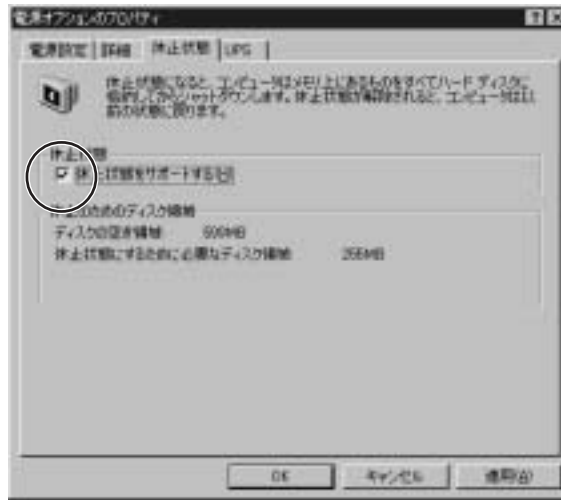 電源オプションのプロパティ
電源設定 詳細 休止状態 UPS
休止状態になると、コンピュータはメモリ上にあるものをすべてハード ディスクに
格納してからシャットダウンします。休止状態が解除されると、コンピュータは以
前の状態に戻ります。
休止状態
休止状態をサポートする(H)
休止のためのディスク領域
ディスクの空き領域
休止状態にするために必要なディスク領域 255MB
OK キャンセル 適用(A)